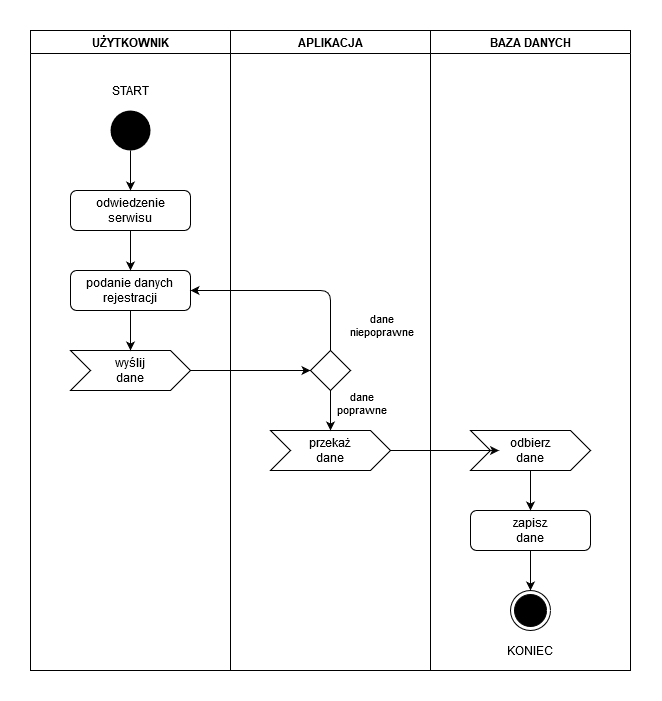 UŻYTKOWNIK
APLIKACJA
BAZA DANYCH
START
odwiedzenie
serwisu
podanie danych
rejestracji
dane
niepoprawne
wyślij
dane
dane
poprawne
przekaż
dane
odbierz
dane
zapisz
dane
KONIEC